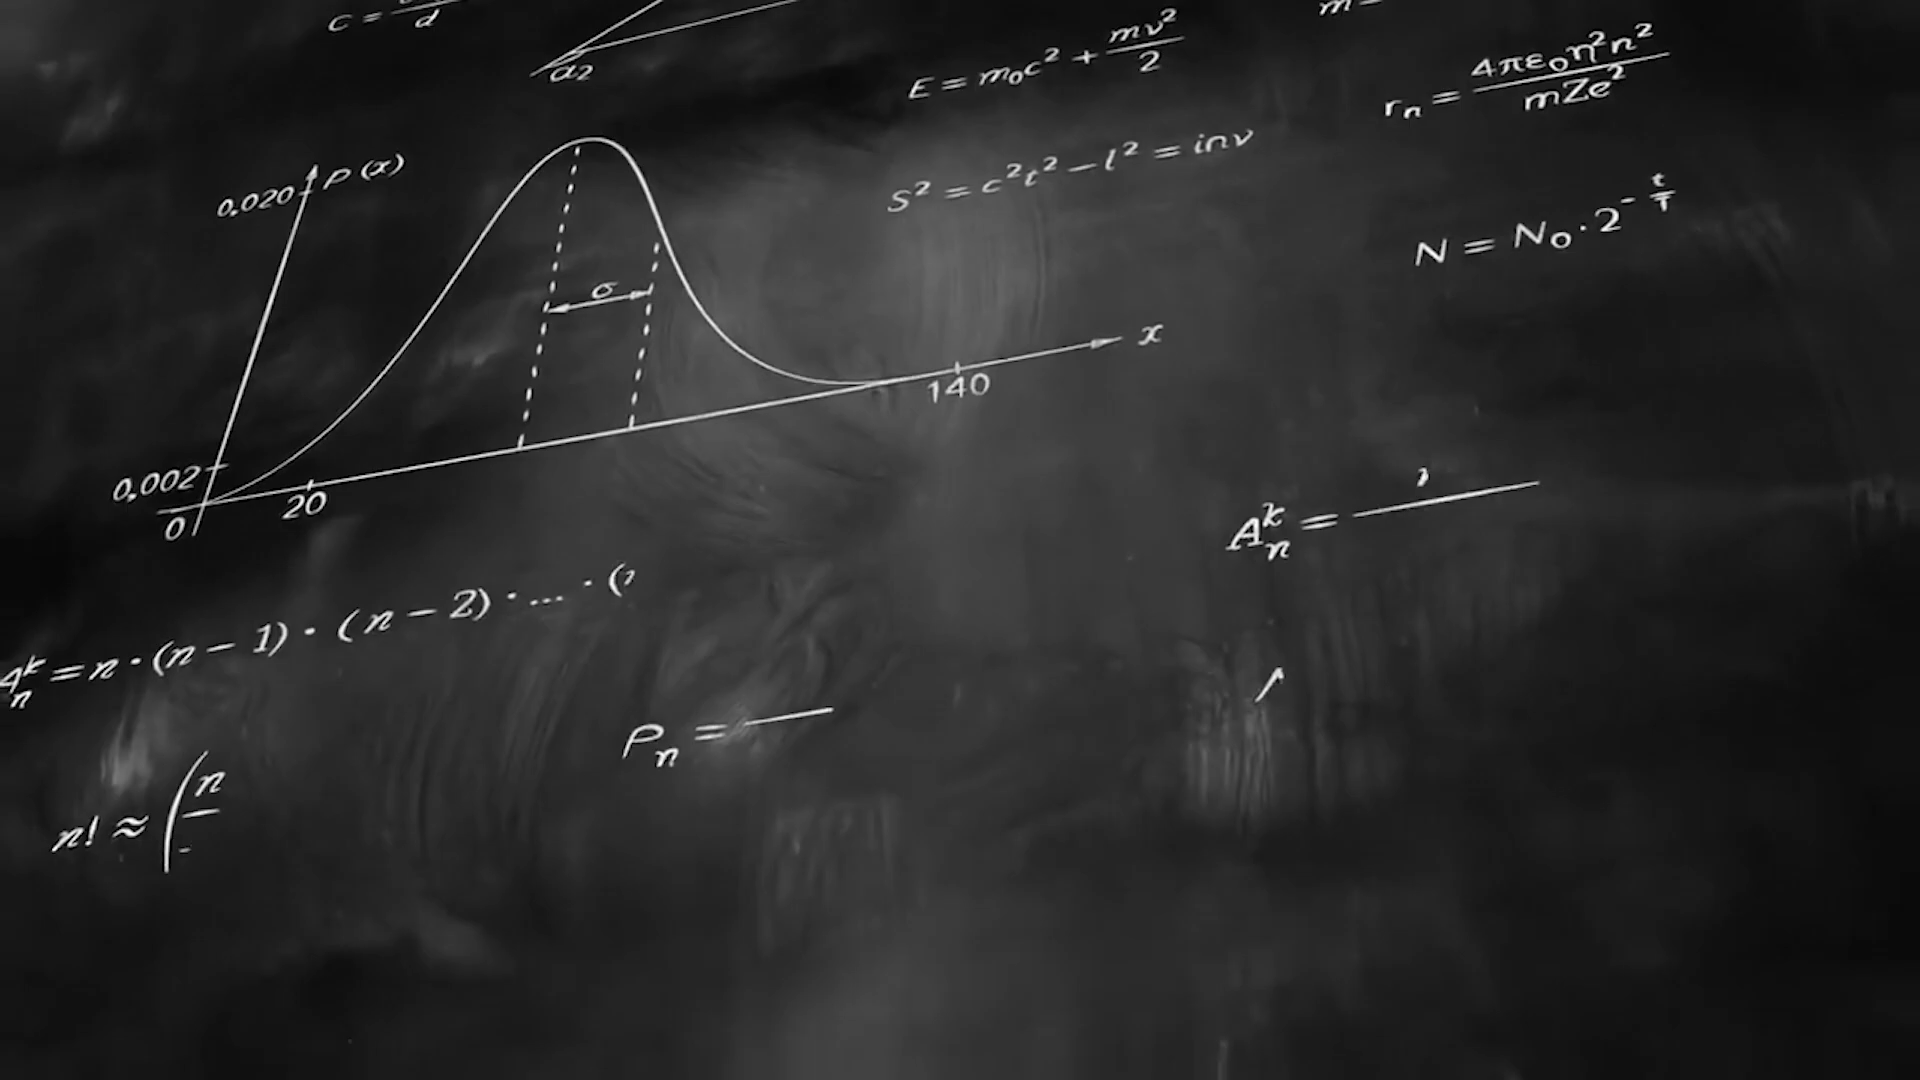 a₂
E = m₀c² + mv²/2
rₙ = 4πε₀η²n²/mZe²
0,020 P(x)
S² = c²t² − l² = inv
N = N₀ · 2^(−t/T)
σ
x
140
0,002
20
0
Aₙᵏ =
Aₙᵏ = n · (n − 1) · (n − 2) · ... · (
Pₙ =
n! ≈ (n